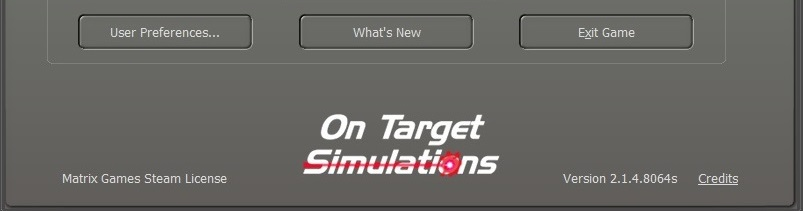 User Preferences...
What's New
Exit Game
On Target
Simulations
Matrix Games Steam License
Version 2.1.4.8064s
Credits